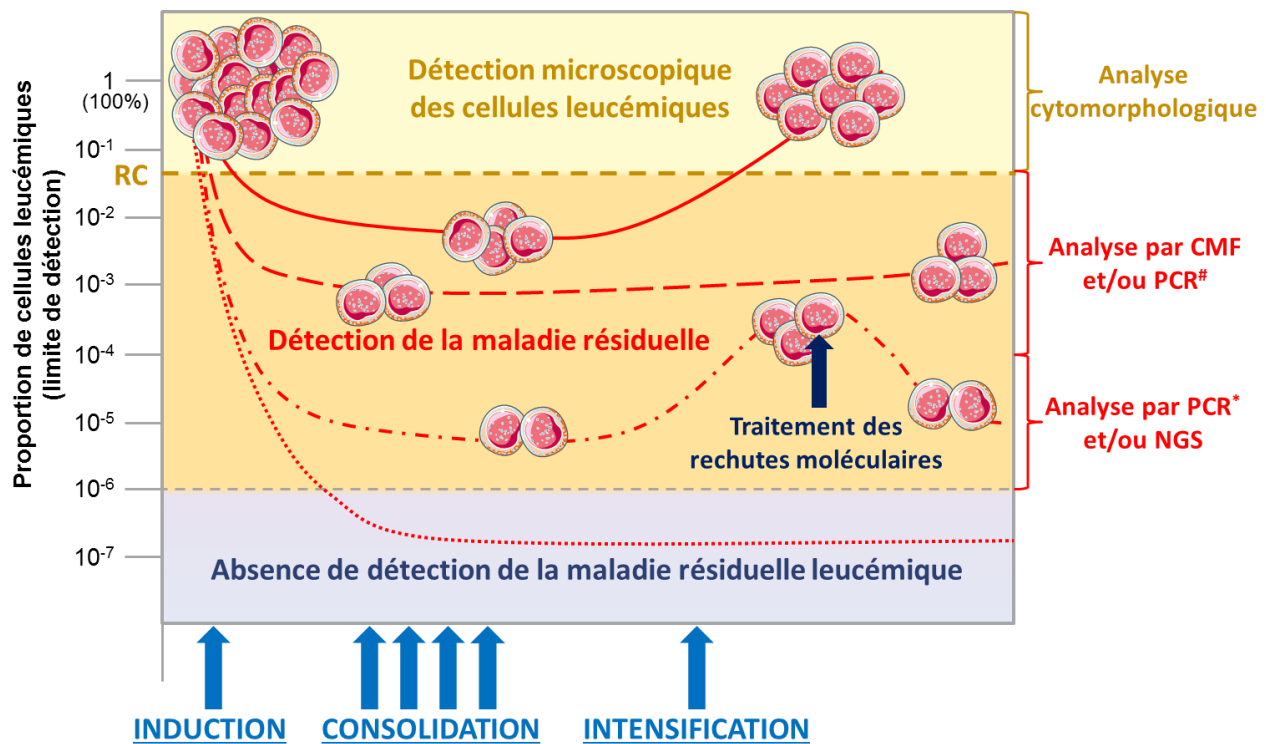 Proportion de cellules leucémiques
(limite de détection)
1
(100%)
10-1
RC
10-2
10-3
10-4
10-5
10-6
10-7
Détection microscopique
des cellules leucémiques
Détection de la maladie résiduelle
Traitement des
rechutes moléculaires
Absence de détection de la maladie résiduelle leucémique
Analyse
cytomorphologique
Analyse par CMF
et/ou PCR#
Analyse par PCR*
et/ou NGS
INDUCTION
CONSOLIDATION
INTENSIFICATION